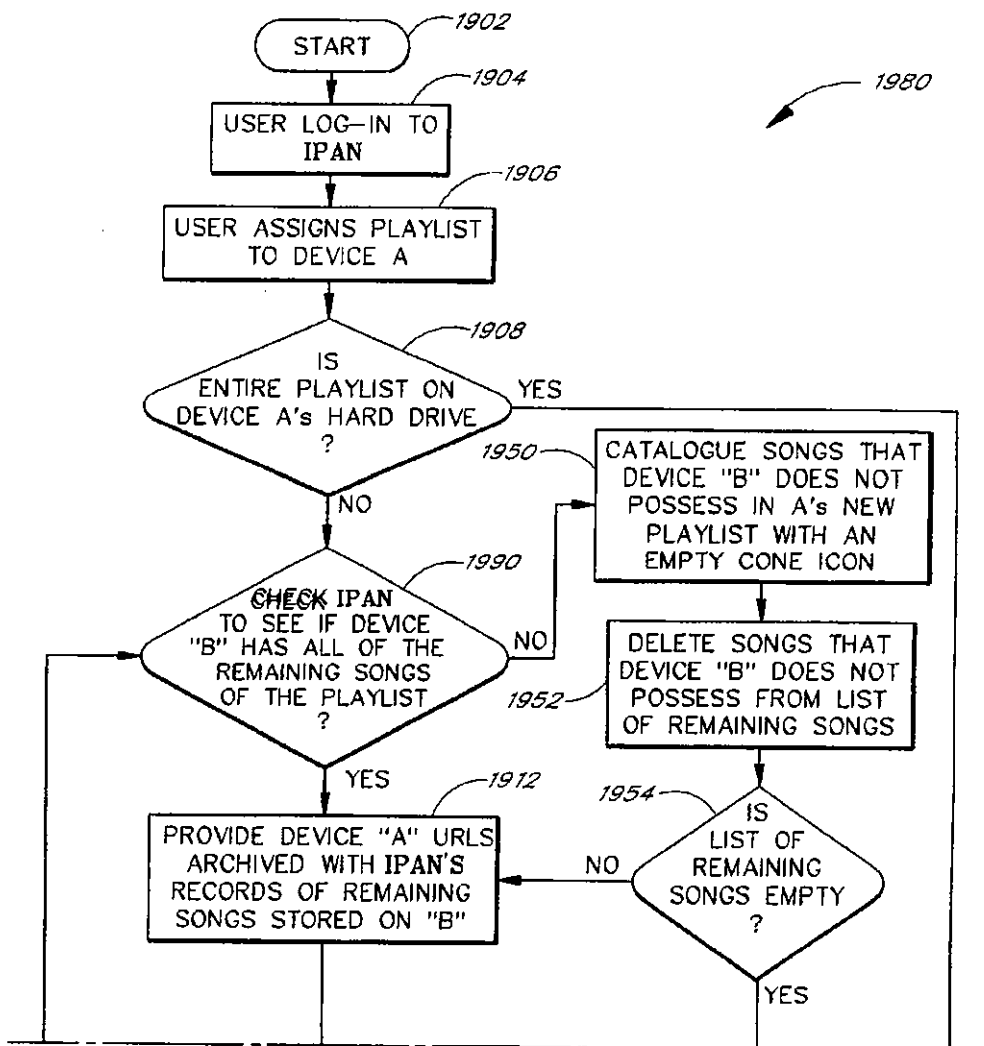 START
1902
1904
USER LOG-IN TO
IPAN
1980
1906
USER ASSIGNS PLAYLIST
TO DEVICE A
1908
IS
ENTIRE PLAYLIST ON
DEVICE A's HARD DRIVE
?
YES
NO
1950
CATALOGUE SONGS THAT
DEVICE "B" DOES NOT
POSSESS IN A's NEW
PLAYLIST WITH AN
EMPTY CONE ICON
1990
CHECK IPAN
TO SEE IF DEVICE
"B" HAS ALL OF THE
REMAINING SONGS
OF THE PLAYLIST
?
NO
YES
1952
DELETE SONGS THAT
DEVICE "B" DOES NOT
POSSESS FROM LIST
OF REMAINING SONGS
1912
PROVIDE DEVICE "A" URLS
ARCHIVED WITH IPAN'S
RECORDS OF REMAINING
SONGS STORED ON "B"
1954
IS
LIST OF
REMAINING
SONGS EMPTY
?
NO
YES